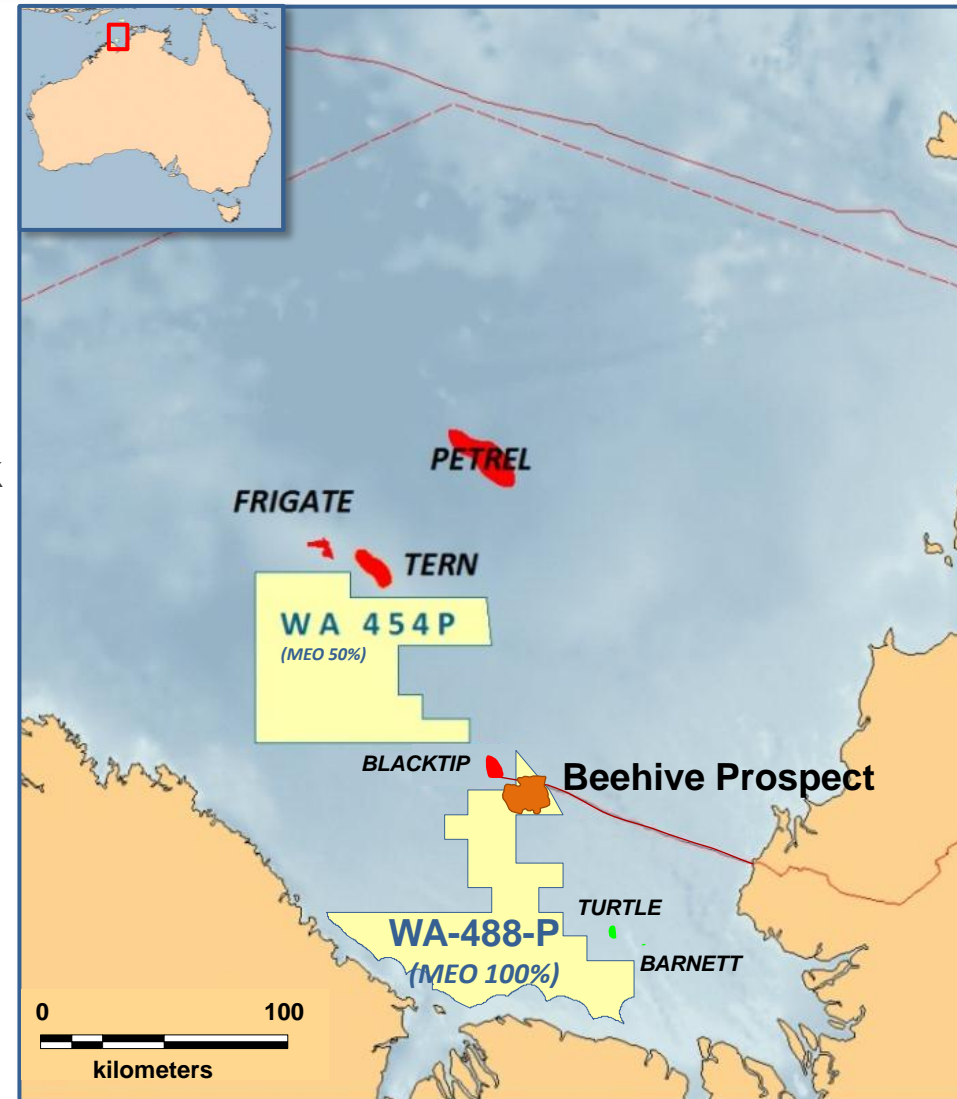 PETREL
FRIGATE
TERN
WA 454P
(MEO 50%)
BLACKTIP
Beehive Prospect
TURTLE
WA-488-P
BARNETT
(MEO 100%)
0 100
kilometers